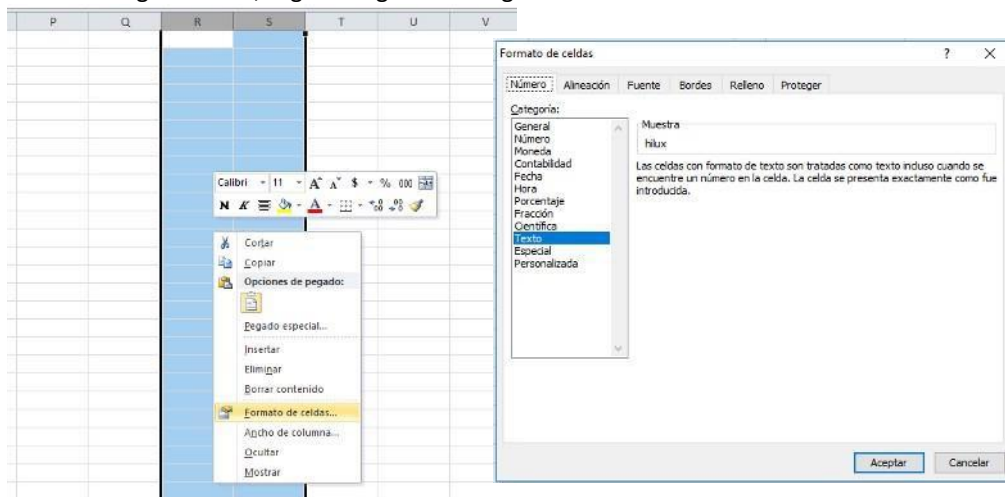 P Q R S T U V
Calibri 11 A A $ % 000
N K A
Cortar
Copiar
Opciones de pegado:
Pegado especial...
Insertar
Eliminar
Borrar contenido
Formato de celdas...
Ancho de columna...
Ocultar
Mostrar
Formato de celdas ? X
Número Alineación Fuente Bordes Relleno Proteger
Categoría:
General
Número
Moneda
Contabilidad
Fecha
Hora
Porcentaje
Fracción
Científica
Texto
Especial
Personalizada
Muestra
hilux
Las celdas con formato de texto son tratadas como texto incluso cuando se
encuentre un número en la celda. La celda se presenta exactamente como fue
introducida.
Aceptar Cancelar